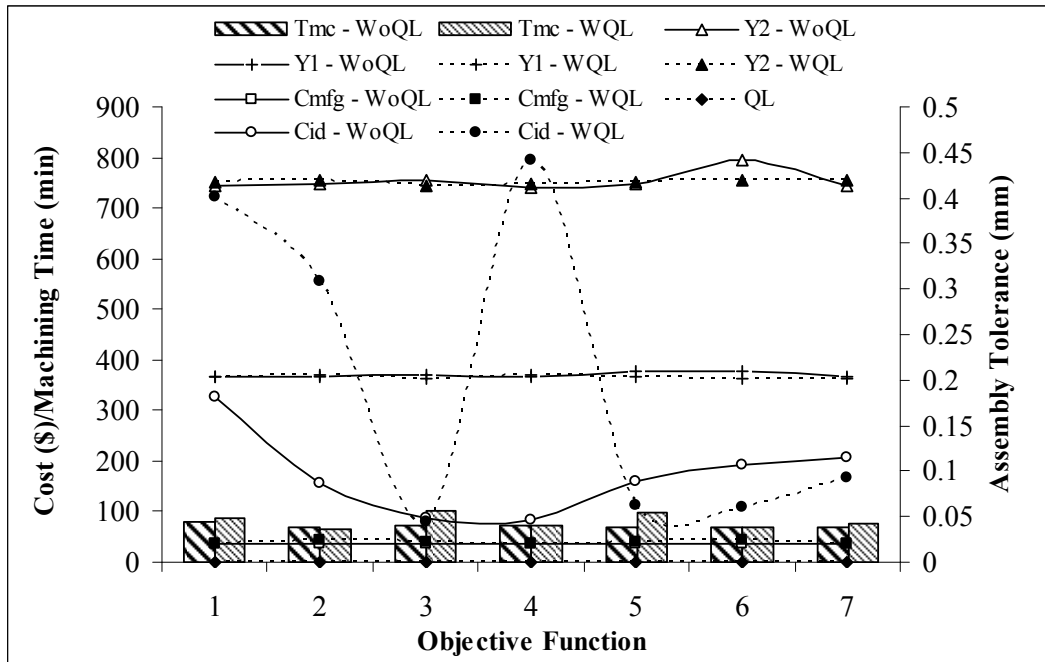 Tmc - WoQL Tmc - WQL Y2 - WoQL
Y1 - WoQL Y1 - WQL Y2 - WQL
Cmfg - WoQL Cmfg - WQL QL
Cid - WoQL Cid - WQL
Cost ($)/Machining Time (min)
900
800
700
600
500
400
300
200
100
0
0.5
0.45
0.4
0.35
0.3
0.25
0.2
0.15
0.1
0.05
0
Assembly Tolerance (mm)
1 2 3 4 5 6 7
Objective Function